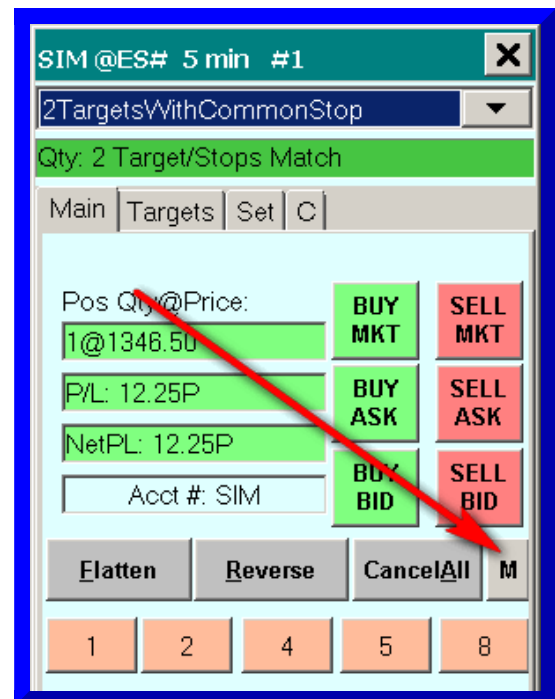 SIM @ES# 5 min #1
2TargetsWithCommonStop
Qty: 2 Target/Stops Match
Main Targets Set C
Pos Qty@Price:
1@1346.50
P/L: 12.25P
NetPL: 12.25P
Acct #: SIM
BUY MKT
SELL MKT
BUY ASK
SELL ASK
BUY BID
SELL BID
Flatten Reverse CancelAll M
1 2 4 5 8